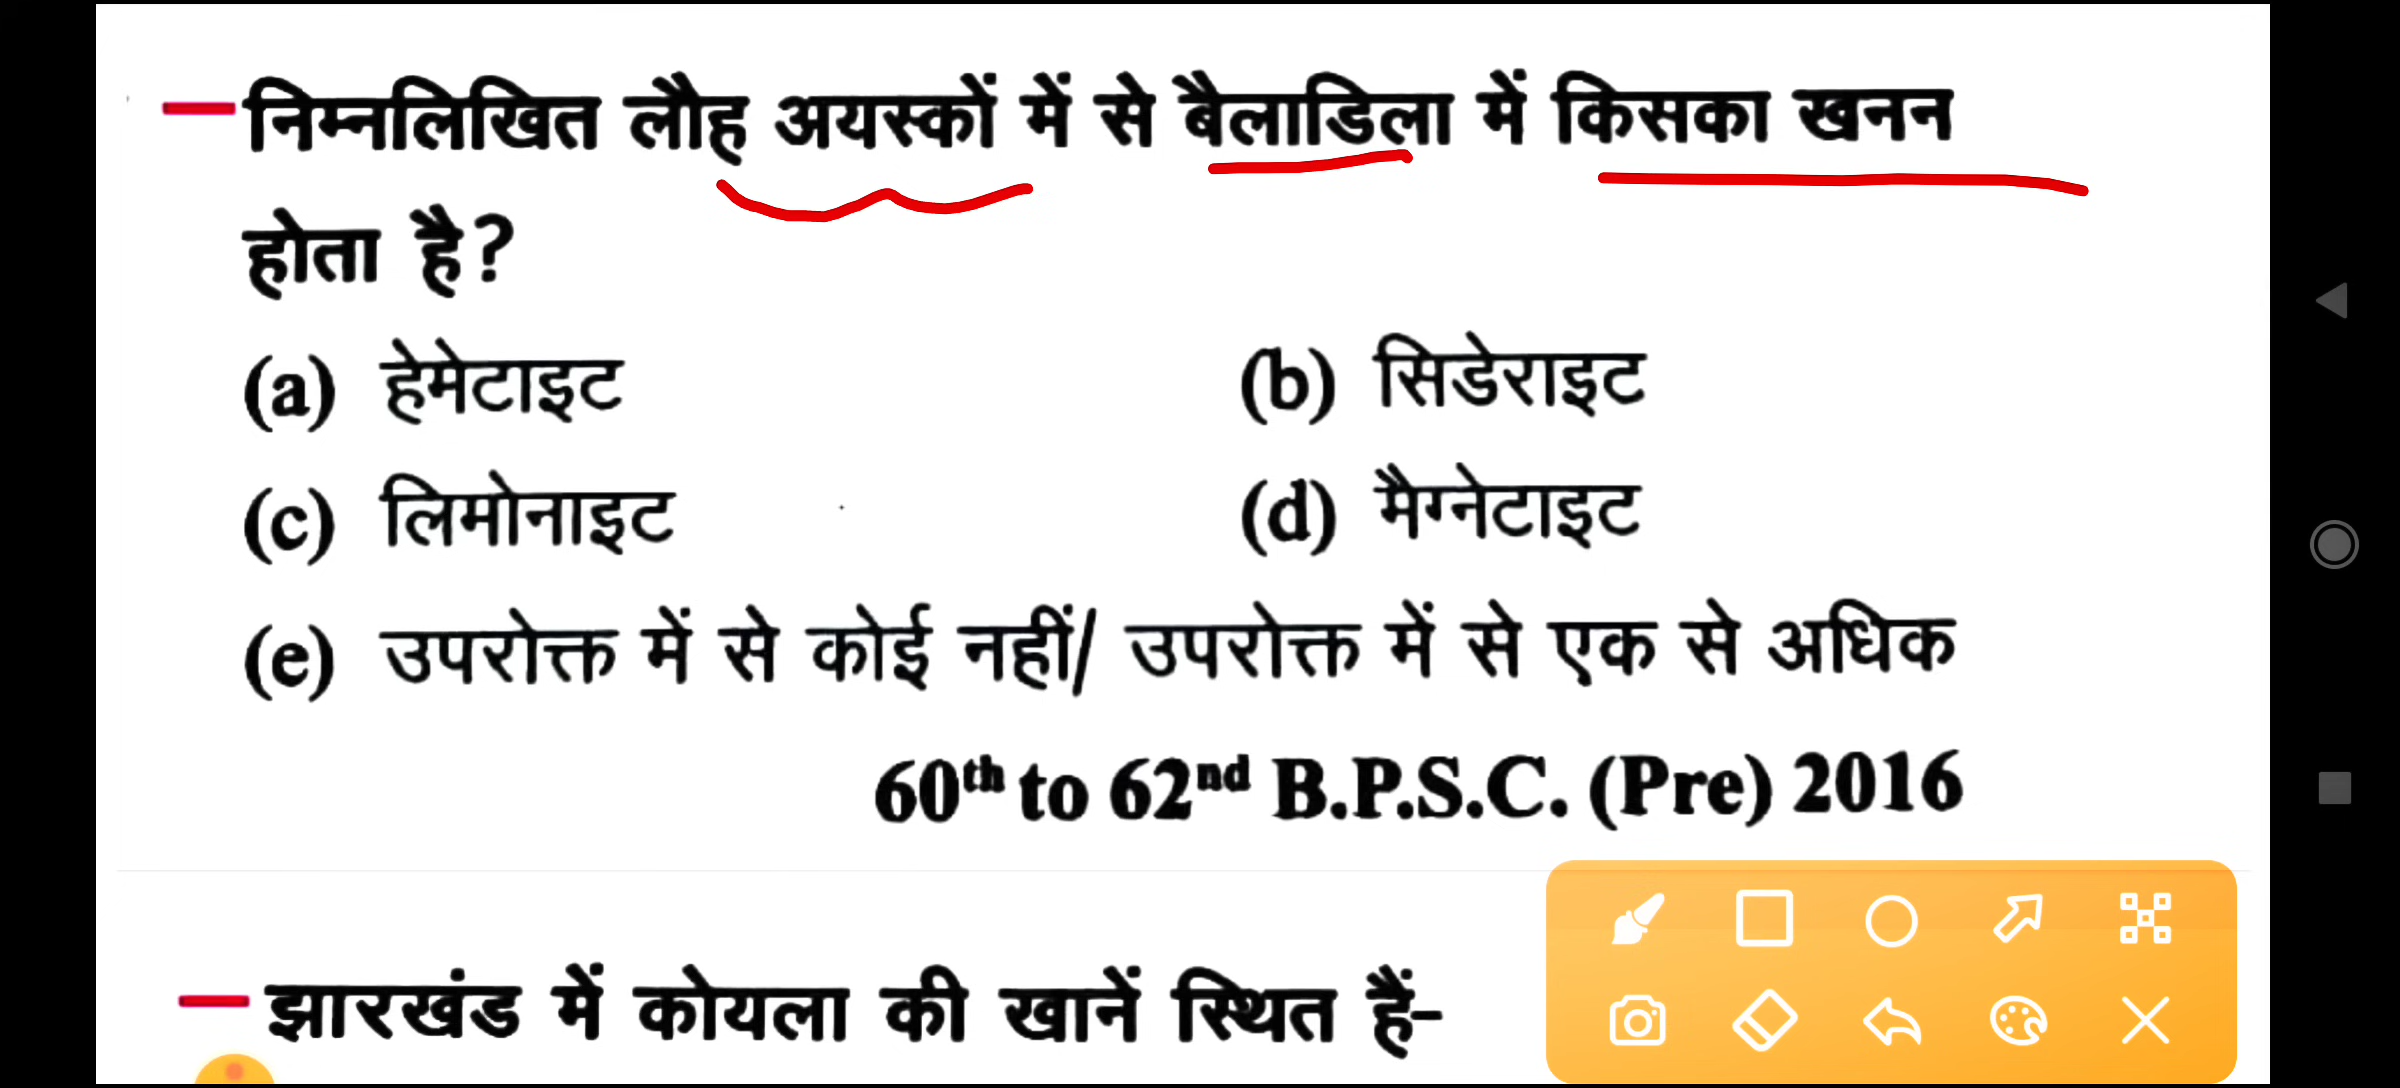 निम्नलिखित लौह अयस्कों में से बैलाडिला में किसका खनन
होता है?
(a) हेमेटाइट (b) सिडेराइट
(c) लिमोनाइट (d) मैग्नेटाइट
(e) उपरोक्त में से कोई नहीं/ उपरोक्त में से एक से अधिक
60th to 62nd B.P.S.C. (Pre) 2016
झारखंड में कोयला की खानें स्थित हैं-